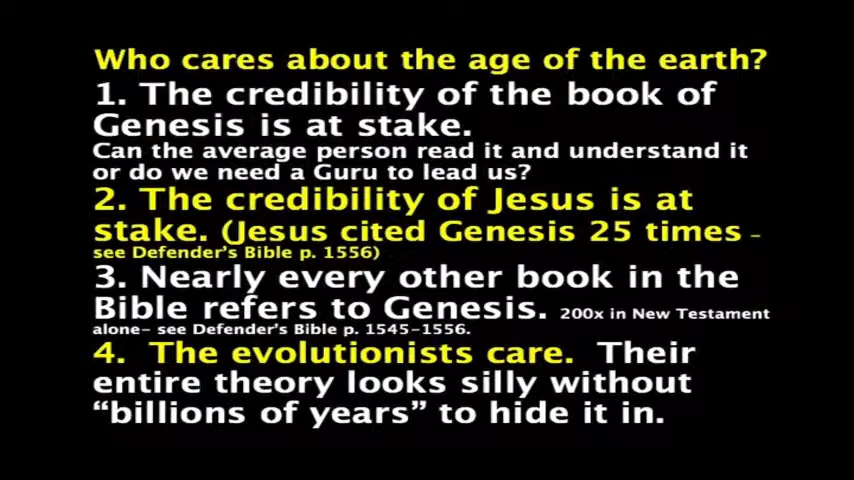 Who cares about the age of the earth?
1. The credibility of the book of
Genesis is at stake.
Can the average person read it and understand it
or do we need a Guru to lead us?
2. The credibility of Jesus is at
stake. (Jesus cited Genesis 25 times –
see Defender's Bible p. 1556)
3. Nearly every other book in the
Bible refers to Genesis. 200x in New Testament
alone– see Defender's Bible p. 1545-1556.
4. The evolutionists care. Their
entire theory looks silly without
“billions of years” to hide it in.